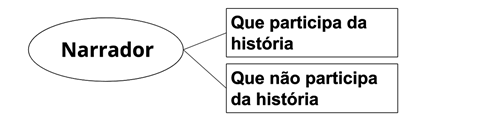 Narrador
Que participa da
história
Que não participa
da história